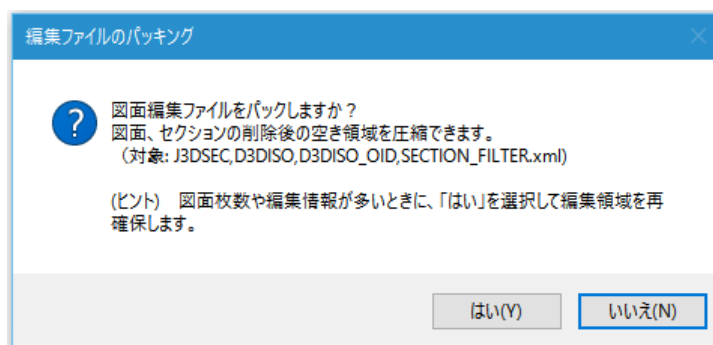 編集ファイルのパッキング
図面編集ファイルをパックしますか？
図面、セクションの削除後の空き領域を圧縮できます。
（対象: J3DSEC,D3DISO,D3DISO_OID,SECTION_FILTER.xml)
(ヒント)　図面枚数や編集情報が多いときに、「はい」を選択して編集領域を再
確保します。
はい(Y)
いいえ(N)